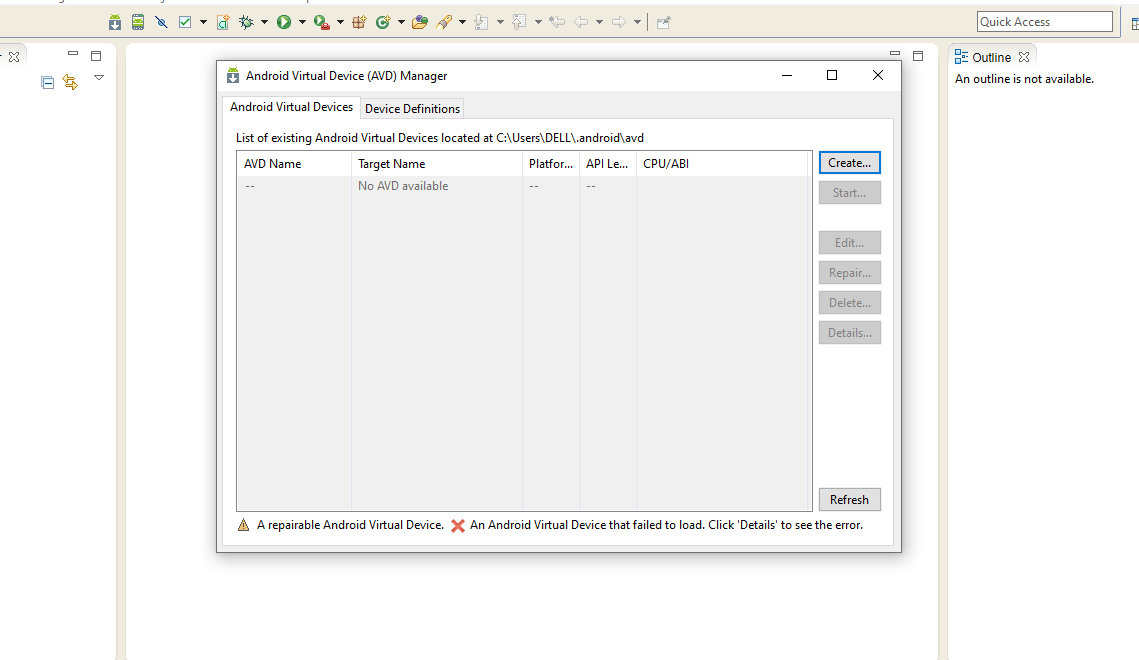 Quick Access
Android Virtual Device (AVD) Manager
Outline
An outline is not available.
Android Virtual Devices
Device Definitions
List of existing Android Virtual Devices located at C:\Users\DELL\.android\avd
AVD Name
Target Name
Platfor...
API Le...
CPU/ABI
--
No AVD available
--
--
Create...
Start...
Edit...
Repair...
Delete...
Details...
Refresh
A repairable Android Virtual Device.
An Android Virtual Device that failed to load. Click 'Details' to see the error.